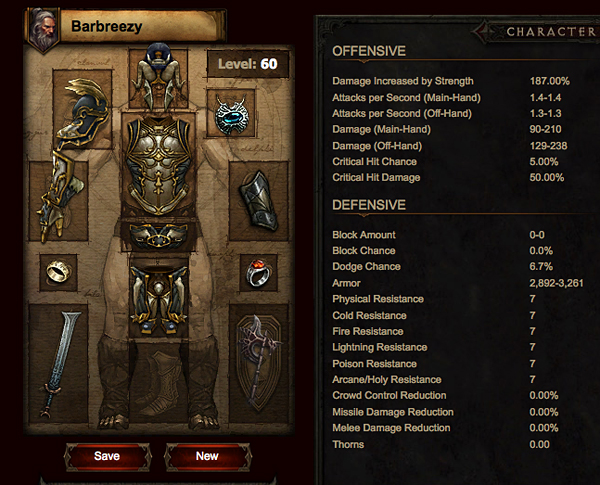 Barbreezy
Level: 60
Save
New
CHARACTER
OFFENSIVE
Damage Increased by Strength 187.00%
Attacks per Second (Main-Hand) 1.4-1.4
Attacks per Second (Off-Hand) 1.3-1.3
Damage (Main-Hand) 90-210
Damage (Off-Hand) 129-238
Critical Hit Chance 5.00%
Critical Hit Damage 50.00%
DEFENSIVE
Block Amount 0-0
Block Chance 0.0%
Dodge Chance 6.7%
Armor 2,892-3,261
Physical Resistance 7
Cold Resistance 7
Fire Resistance 7
Lightning Resistance 7
Poison Resistance 7
Arcane/Holy Resistance 7
Crowd Control Reduction 0.00%
Missile Damage Reduction 0.00%
Melee Damage Reduction 0.00%
Thorns 0.00